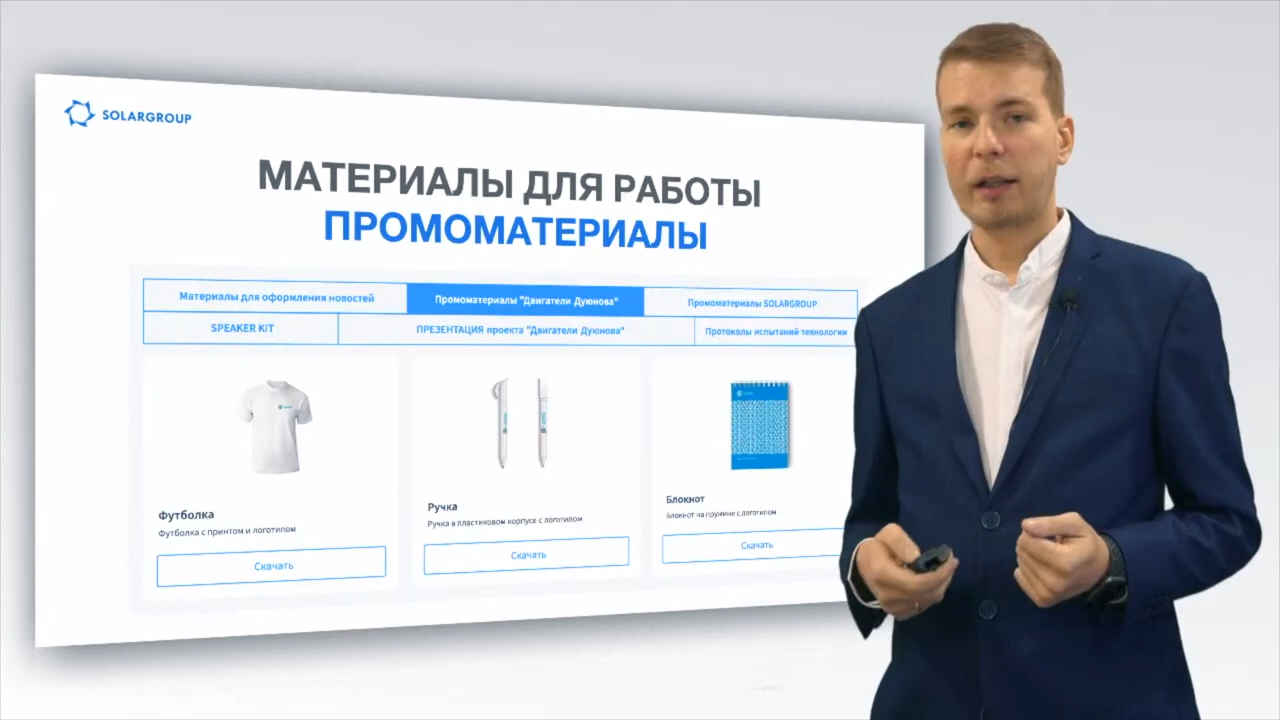 SOLARGROUP
МАТЕРИАЛЫ ДЛЯ РАБОТЫ
ПРОМОМАТЕРИАЛЫ
Материалы для оформления новостей
Промоматериалы "Двигатели Дуюнова"
Промоматериалы SOLARGROUP
SPEAKER KIT
ПРЕЗЕНТАЦИЯ проекта "Двигатели Дуюнова"
Протоколы испытаний технологии
Футболка
Футболка с принтом и логотипом
Скачать
Ручка
Ручка в пластиковом корпусе с логотипом
Скачать
Блокнот
Блокнот на пружине с логотипом
Скачать